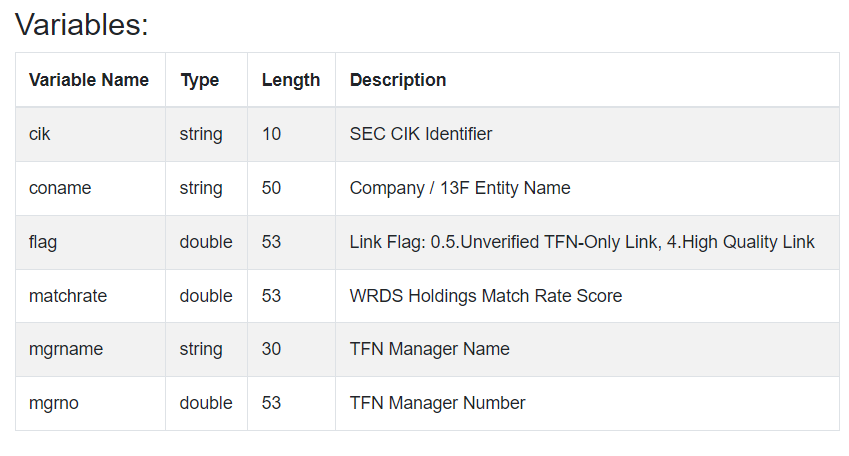 Variables:
Variable Name Type Length Description
cik string 10 SEC CIK Identifier
coname string 50 Company / 13F Entity Name
flag double 53 Link Flag: 0.5.Unverified TFN-Only Link, 4.High Quality Link
matchrate double 53 WRDS Holdings Match Rate Score
mgrname string 30 TFN Manager Name
mgrno double 53 TFN Manager Number